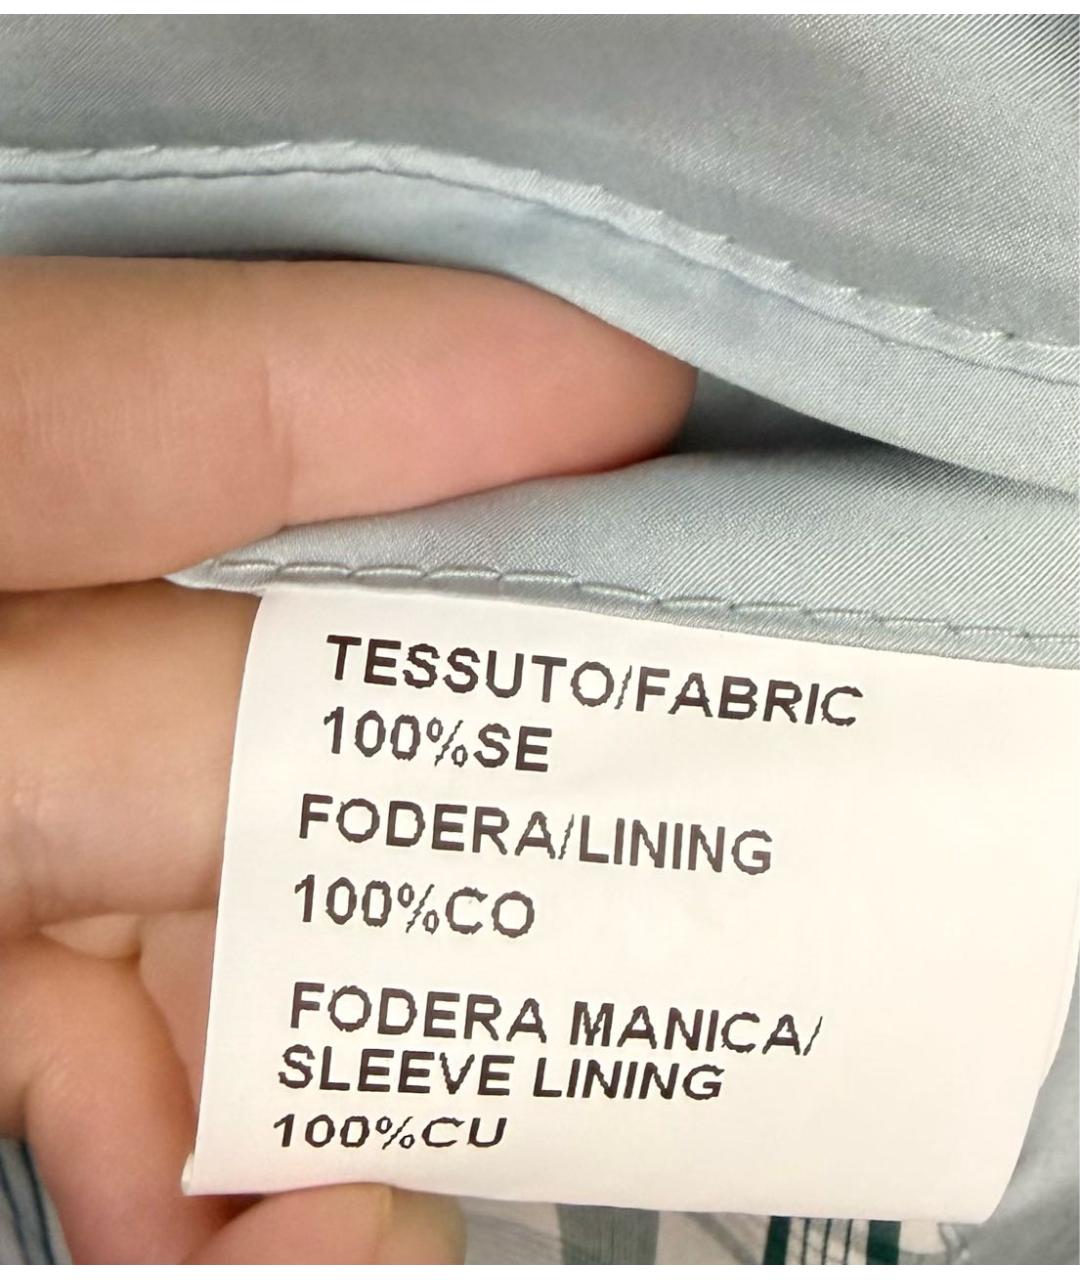 TESSUTO/FABRIC
100%SE
FODERA/LINING
100%CO
FODERA MANICA/
SLEEVE LINING
100%CU